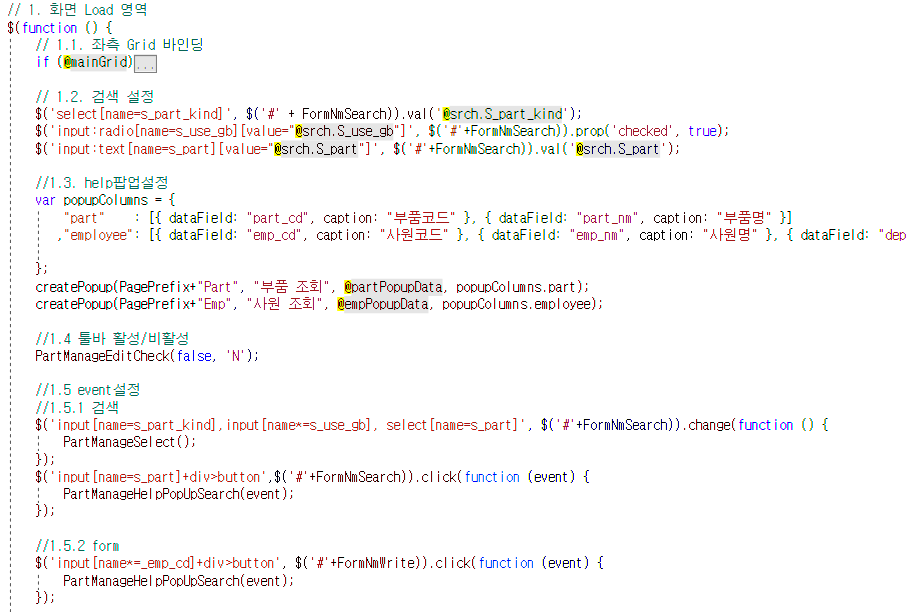 // 1. 화면 Load 영역
$(function () {
// 1.1. 좌측 Grid 바인딩
if (@mainGrid)...
// 1.2. 검색 설정
$('select[name=s_part_kind]', $('#' + FormNmSearch)).val('@srch.S_part_kind');
$('input:radio[name=s_use_gb][value="@srch.S_use_gb"]', $('#'+FormNmSearch)).prop('checked', true);
$('input:text[name=s_part][value="@srch.S_part"]', $('#'+FormNmSearch)).val('@srch.S_part');
//1.3. help팝업설정
var popupColumns = {
"part" : [{ dataField: "part_cd", caption: "부품코드" }, { dataField: "part_nm", caption: "부품명" }]
,"employee": [{ dataField: "emp_cd", caption: "사원코드" }, { dataField: "emp_nm", caption: "사원명" }, { dataField: "dep
};
createPopup(PagePrefix+"Part", "부품 조회", @partPopupData, popupColumns.part);
createPopup(PagePrefix+"Emp", "사원 조회", @empPopupData, popupColumns.employee);
//1.4 툴바 활성/비활성
PartManageEditCheck(false, 'N');
//1.5 event설정
//1.5.1 검색
$('input[name=s_part_kind],input[name*=s_use_gb], select[name=s_part]', $('#'+FormNmSearch)).change(function () {
PartManageSelect();
});
$('input[name=s_part]+div>button',$('#'+FormNmSearch)).click(function (event) {
PartManageHelpPopUpSearch(event);
});
//1.5.2 form
$('input[name*=_emp_cd]+div>button', $('#'+FormNmWrite)).click(function (event) {
PartManageHelpPopUpSearch(event);
});